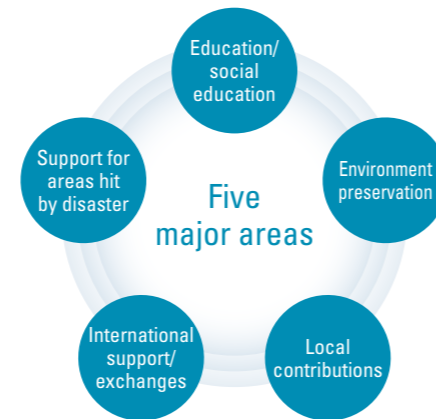 Education/
social
education
Environment
preservation
Local
contributions
International
support/
exchanges
Support for
areas hit
by disaster
Five
major areas